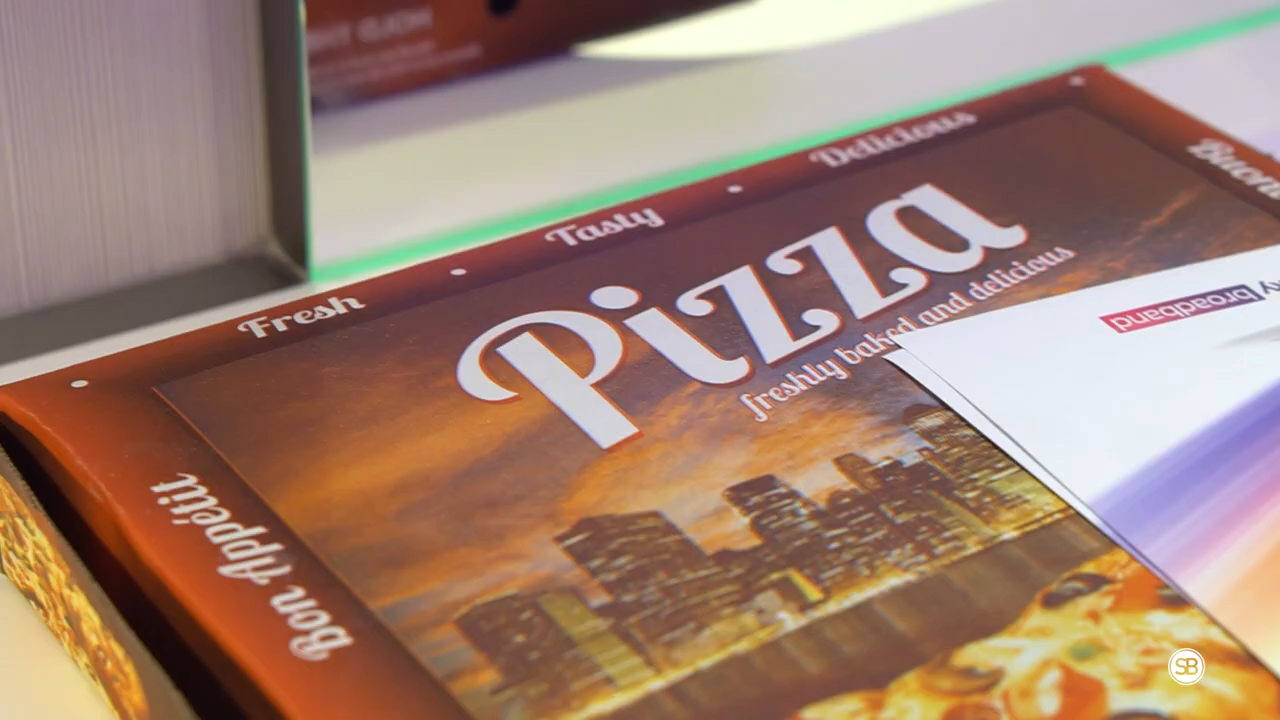 Fresh
Tasty
Delicious
Pizza
freshly baked and delicious
Bon Appétit
broadband
SB